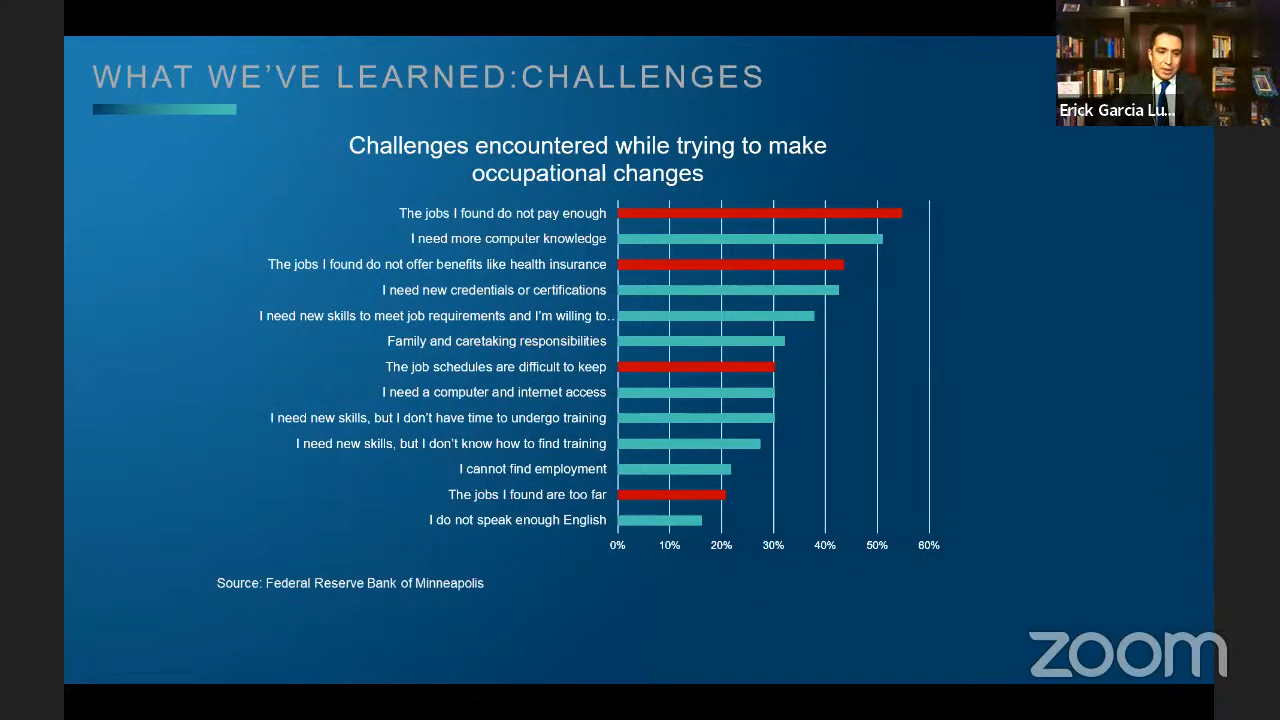 WHAT WE'VE LEARNED:CHALLENGES
Erick Garcia Lu...
Challenges encountered while trying to make
occupational changes
The jobs I found do not pay enough
I need more computer knowledge
The jobs I found do not offer benefits like health insurance
I need new credentials or certifications
I need new skills to meet job requirements and I'm willing to..
Family and caretaking responsibilities
The job schedules are difficult to keep
I need a computer and internet access
I need new skills, but I don't have time to undergo training
I need new skills, but I don't know how to find training
I cannot find employment
The jobs I found are too far
I do not speak enough English
0% 10% 20% 30% 40% 50% 60%
Source: Federal Reserve Bank of Minneapolis
zoom